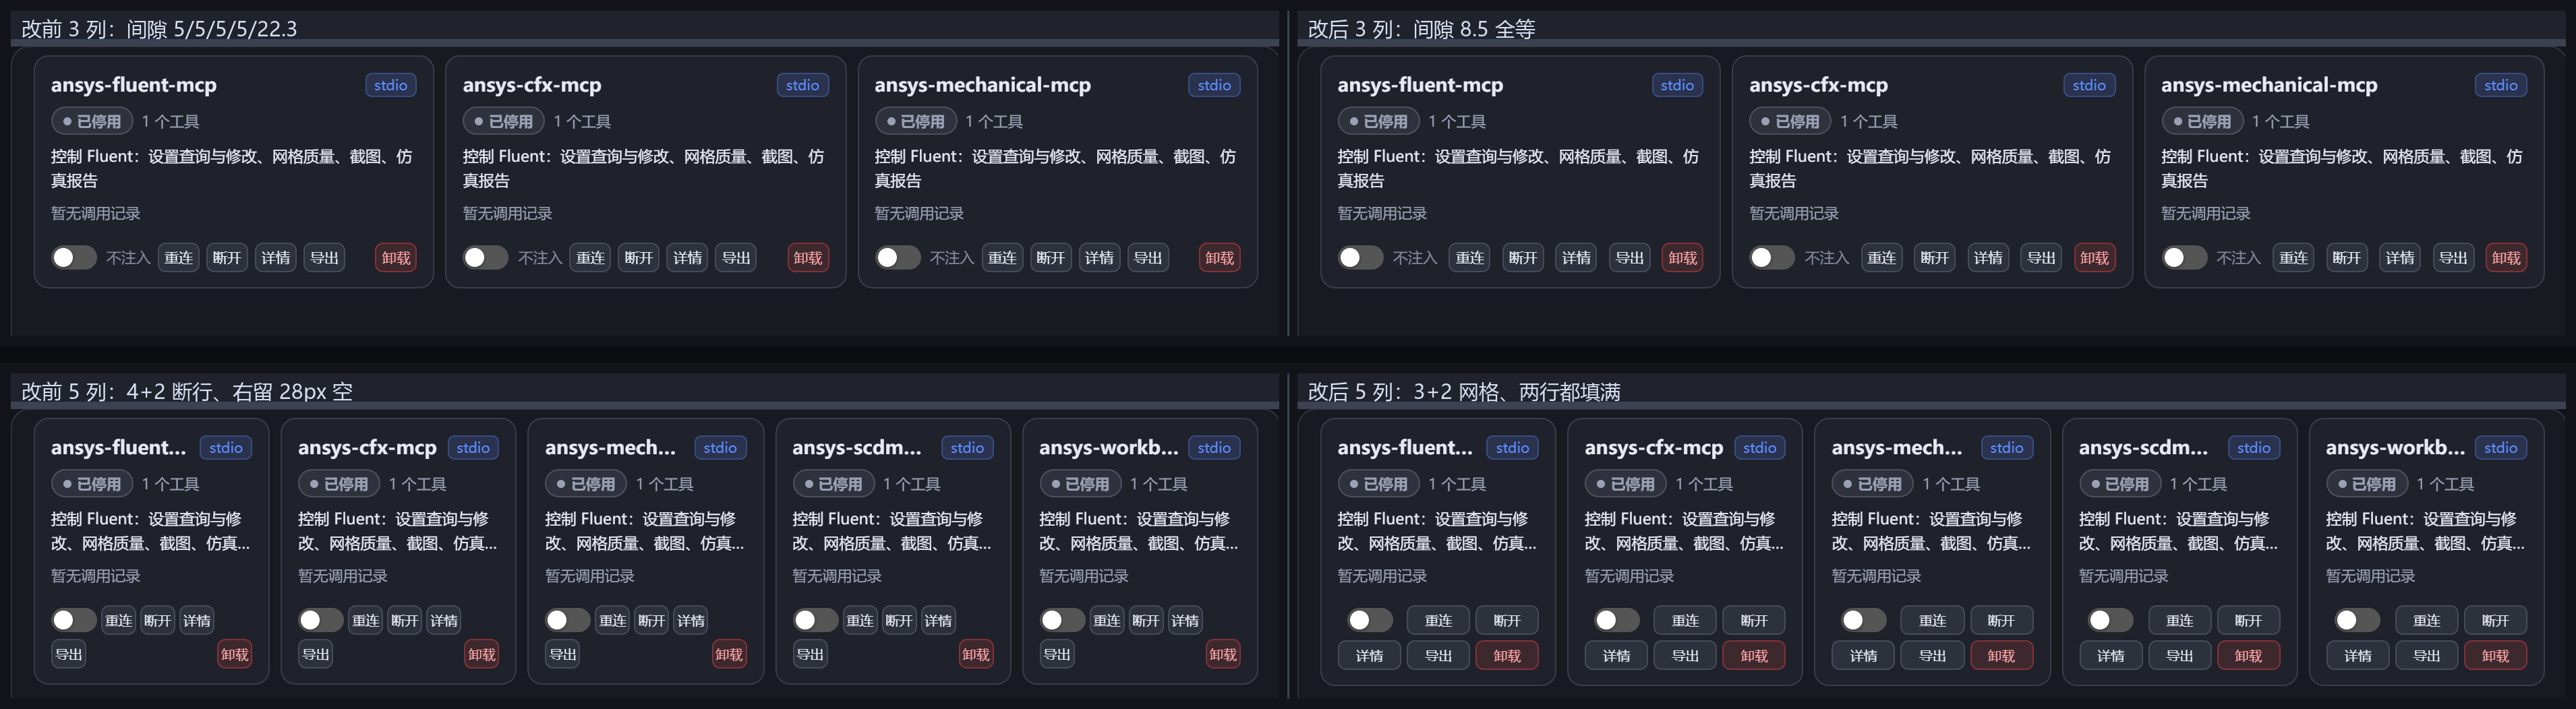 改前 3 列：间隙 5/5/5/5/22.3
ansys-fluent-mcp stdio
已停用 1 个工具
控制 Fluent：设置查询与修改、网格质量、截图、仿
真报告
暂无调用记录
不注入 重连 断开 详情 导出 卸载
ansys-cfx-mcp stdio
已停用 1 个工具
控制 Fluent：设置查询与修改、网格质量、截图、仿
真报告
暂无调用记录
不注入 重连 断开 详情 导出 卸载
ansys-mechanical-mcp stdio
已停用 1 个工具
控制 Fluent：设置查询与修改、网格质量、截图、仿
真报告
暂无调用记录
不注入 重连 断开 详情 导出 卸载
改后 3 列：间隙 8.5 全等
ansys-fluent-mcp stdio
已停用 1 个工具
控制 Fluent：设置查询与修改、网格质量、截图、仿
真报告
暂无调用记录
不注入 重连 断开 详情 导出 卸载
ansys-cfx-mcp stdio
已停用 1 个工具
控制 Fluent：设置查询与修改、网格质量、截图、仿
真报告
暂无调用记录
不注入 重连 断开 详情 导出 卸载
ansys-mechanical-mcp stdio
已停用 1 个工具
控制 Fluent：设置查询与修改、网格质量、截图、仿
真报告
暂无调用记录
不注入 重连 断开 详情 导出 卸载
改前 5 列：4+2 断行、右留 28px 空
ansys-fluent... stdio
已停用 1 个工具
控制 Fluent：设置查询与修
改、网格质量、截图、仿真...
暂无调用记录
重连 断开 详情
导出 卸载
ansys-cfx-mcp stdio
已停用 1 个工具
控制 Fluent：设置查询与修
改、网格质量、截图、仿真...
暂无调用记录
重连 断开 详情
导出 卸载
ansys-mech... stdio
已停用 1 个工具
控制 Fluent：设置查询与修
改、网格质量、截图、仿真...
暂无调用记录
重连 断开 详情
导出 卸载
ansys-scdm... stdio
已停用 1 个工具
控制 Fluent：设置查询与修
改、网格质量、截图、仿真...
暂无调用记录
重连 断开 详情
导出 卸载
ansys-workb... stdio
已停用 1 个工具
控制 Fluent：设置查询与修
改、网格质量、截图、仿真...
暂无调用记录
重连 断开 详情
导出 卸载
改后 5 列：3+2 网格、两行都填满
ansys-fluent... stdio
已停用 1 个工具
控制 Fluent：设置查询与修
改、网格质量、截图、仿真...
暂无调用记录
重连 断开
详情 导出 卸载
ansys-cfx-mcp stdio
已停用 1 个工具
控制 Fluent：设置查询与修
改、网格质量、截图、仿真...
暂无调用记录
重连 断开
详情 导出 卸载
ansys-mech... stdio
已停用 1 个工具
控制 Fluent：设置查询与修
改、网格质量、截图、仿真...
暂无调用记录
重连 断开
详情 导出 卸载
ansys-scdm... stdio
已停用 1 个工具
控制 Fluent：设置查询与修
改、网格质量、截图、仿真...
暂无调用记录
重连 断开
详情 导出 卸载
ansys-workb... stdio
已停用 1 个工具
控制 Fluent：设置查询与修
改、网格质量、截图、仿真...
暂无调用记录
重连 断开
详情 导出 卸载